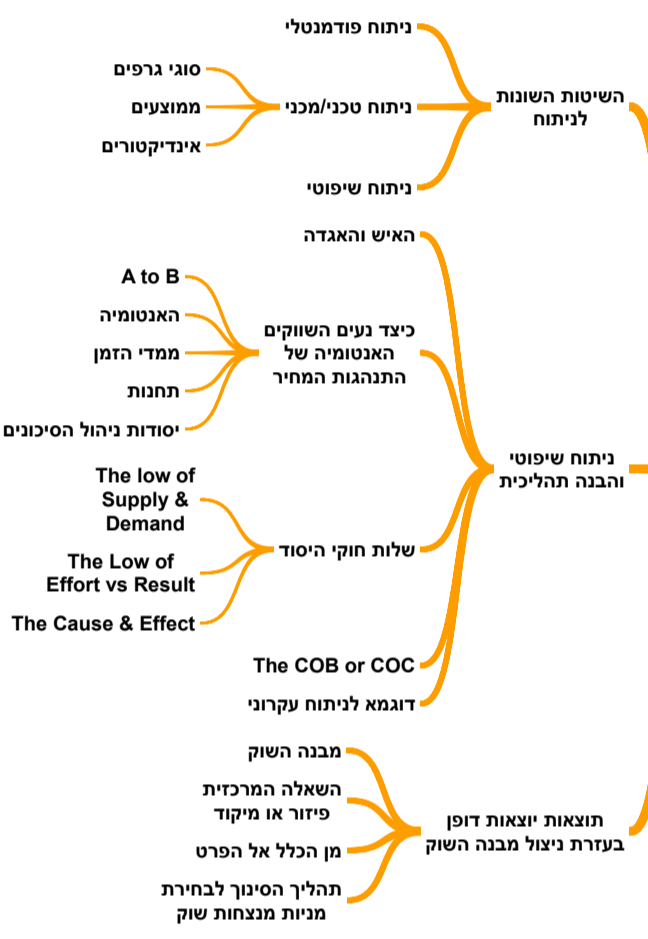 השיטות השונות
לניתוח
ניתוח פודמנטלי
ניתוח טכני/מכני
סוגי גרפים
ממוצעים
אינדיקטורים
ניתוח שיפוטי
ניתוח שיפוטי
והבנה תהליכית
האיש והאגדה
כיצד נעים השווקים
האנטומיה של
התנהגות המחיר
A to B
האנטומיה
ממדי הזמן
תחנות
יסודות ניהול הסיכונים
שלות חוקי היסוד
The low of
Supply &
Demand
The Low of
Effort vs Result
The Cause & Effect
The COB or COC
דוגמא לניתוח עקרוני
תוצאות יוצאות דופן
בעזרת ניצול מבנה השוק
מבנה השוק
השאלה המרכזית
פיזור או מיקוד
מן הכלל אל הפרט
תהליך הסינוך לבחירת
מניות מנצחות שוק